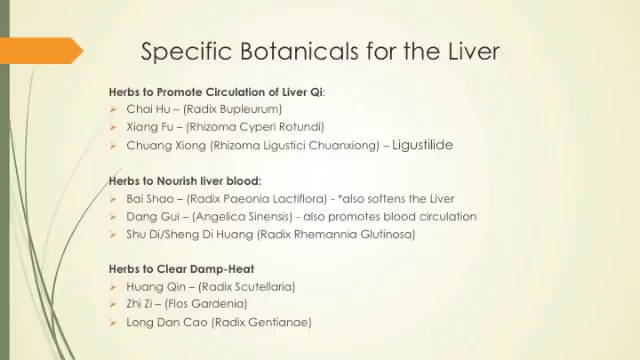 Specific Botanicals for the Liver
Herbs to Promote Circulation of Liver Qi:
Chai Hu – (Radix Bupleurum)
Xiang Fu – (Rhizoma Cyperi Rotundi)
Chuang Xiong (Rhizoma Ligustici Chuanxiong) – Ligustilide
Herbs to Nourish liver blood:
Bai Shao – (Radix Paeonia Lactiflora) - *also softens the Liver
Dang Gui – (Angelica Sinensis) - also promotes blood circulation
Shu Di/Sheng Di Huang (Radix Rhemannia Glutinosa)
Herbs to Clear Damp-Heat
Huang Qin – (Radix Scutellaria)
Zhi Zi – (Flos Gardenia)
Long Dan Cao (Radix Gentianae)